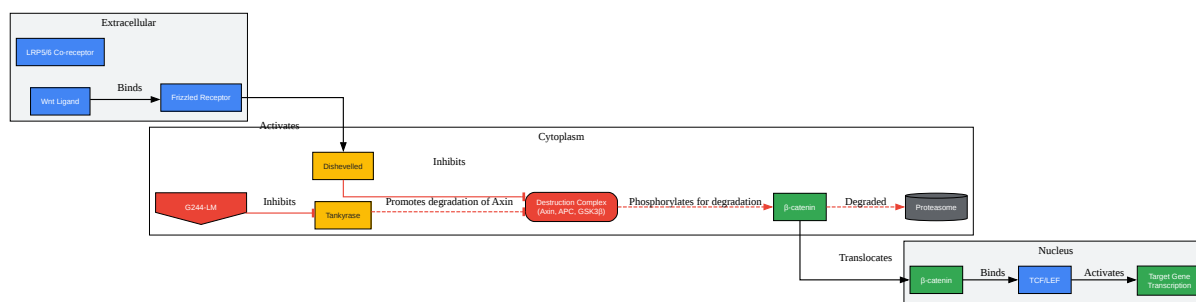 Extracellular
LRP5/6 Co-receptor
Wnt Ligand
Binds
Frizzled Receptor
Activates
Cytoplasm
Dishevelled
Inhibits
G244-LM
Inhibits
Tankyrase
Promotes degradation of Axin
Destruction Complex
(Axin, APC, GSK3β)
Phosphorylates for degradation
β-catenin
Degraded
Proteasome
Translocates
Nucleus
β-catenin
Binds
TCF/LEF
Activates
Target Gene
Transcription